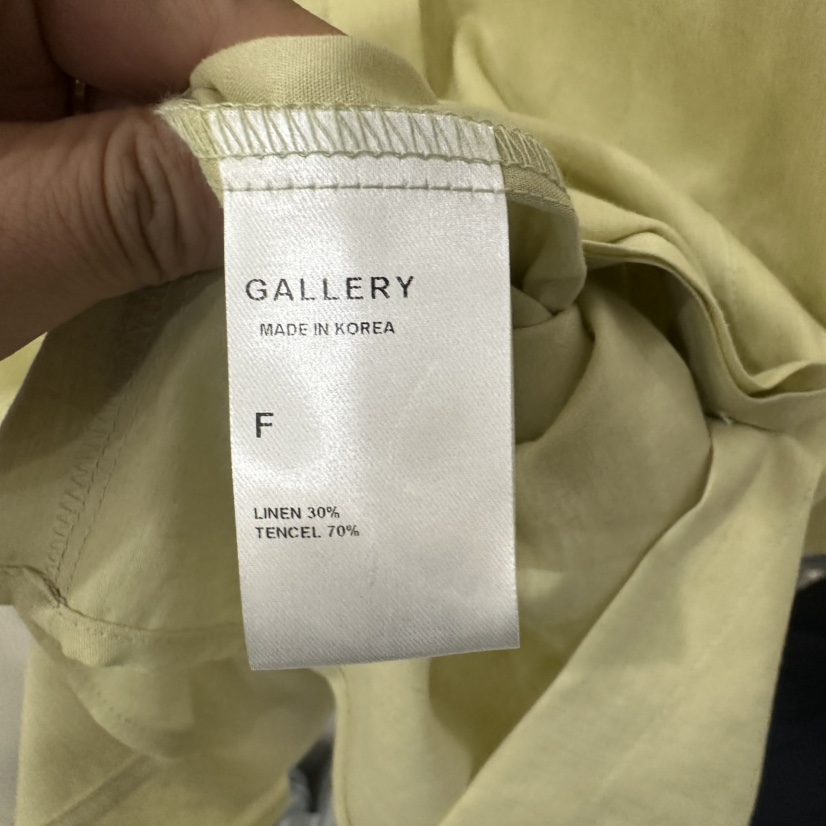 GALLERY
MADE IN KOREA
F
LINEN 30%
TENCEL 70%